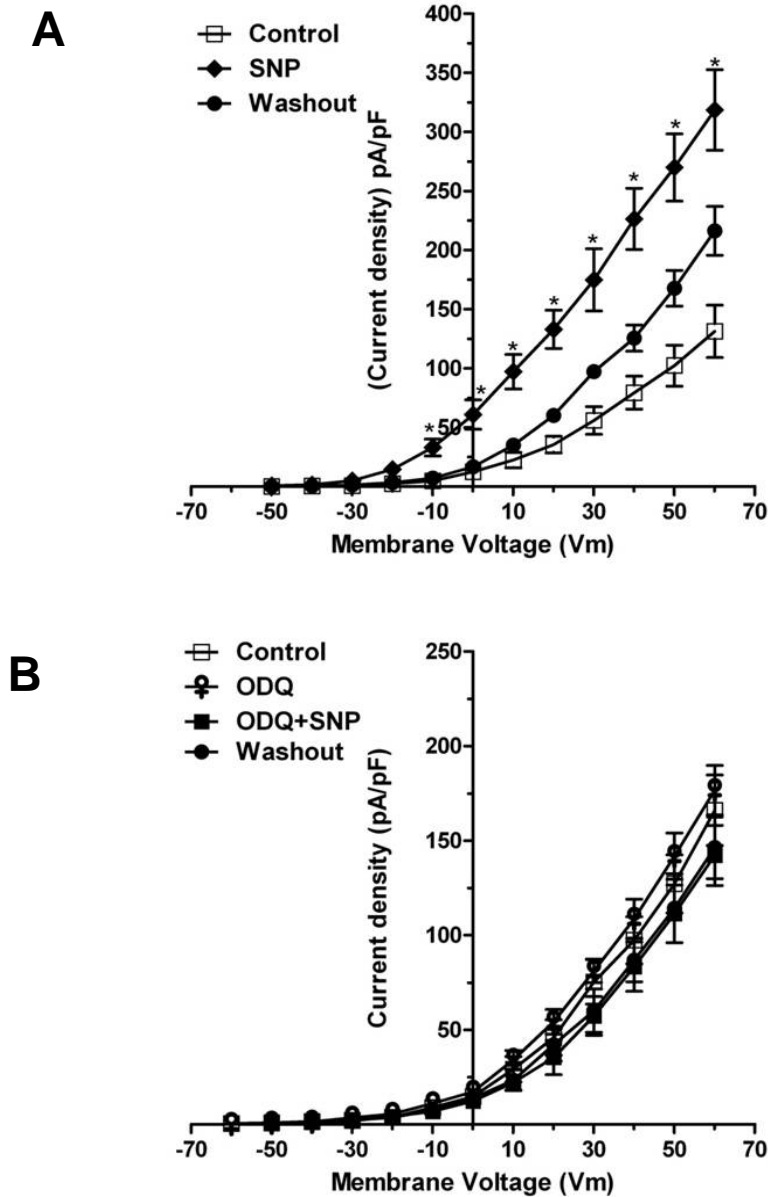 A
Control
SNP
Washout
(Current density) pA/pF
400
350
300
250
200
150
100
50
* * * * * * * *
-70 -50 -30 -10 10 30 50 70
Membrane Voltage (Vm)
B
Control
ODQ
ODQ+SNP
Washout
Current density (pA/pF)
250
200
150
100
50
-70 -50 -30 -10 10 30 50 70
Membrane Voltage (Vm)